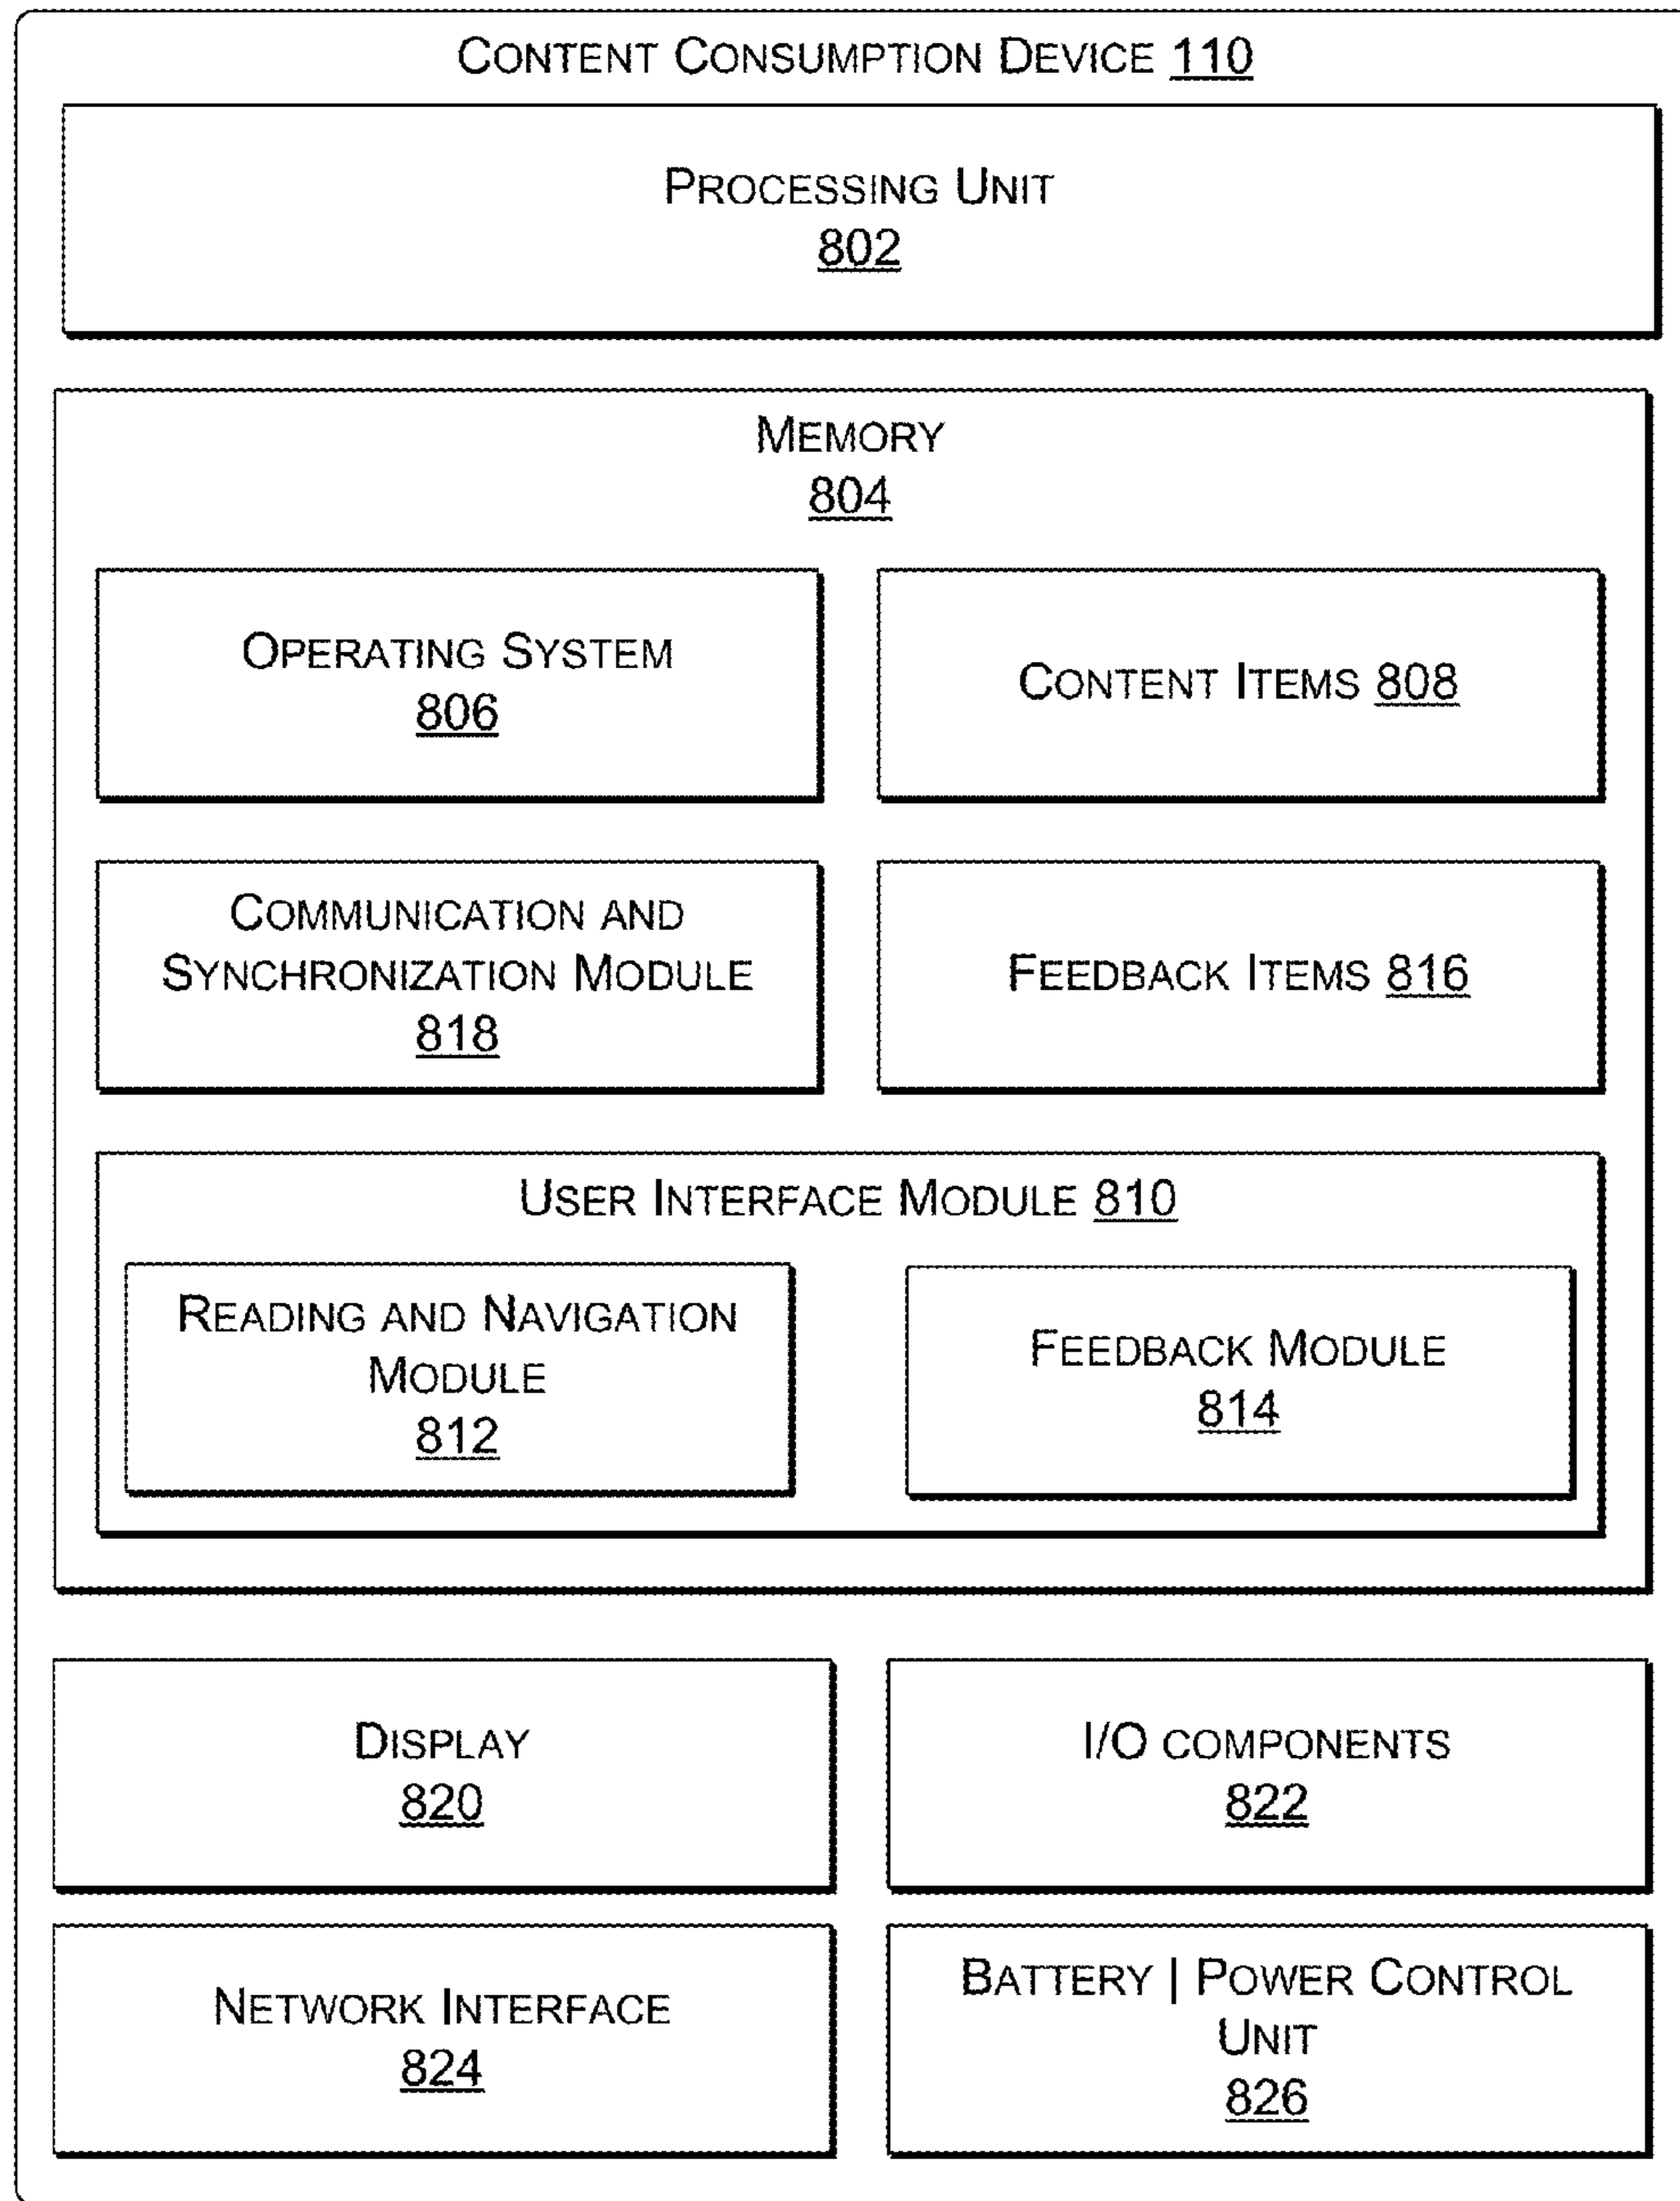 CONTENT CONSUMPTION DEVICE 110
PROCESSING UNIT
802
MEMORY
804
OPERATING SYSTEM
806
CONTENT ITEMS 808
COMMUNICATION AND
SYNCHRONIZATION MODULE
818
FEEDBACK ITEMS 816
USER INTERFACE MODULE 810
READING AND NAVIGATION
MODULE
812
FEEDBACK MODULE
814
DISPLAY
820
I/O COMPONENTS
822
NETWORK INTERFACE
824
BATTERY | POWER CONTROL
UNIT
826